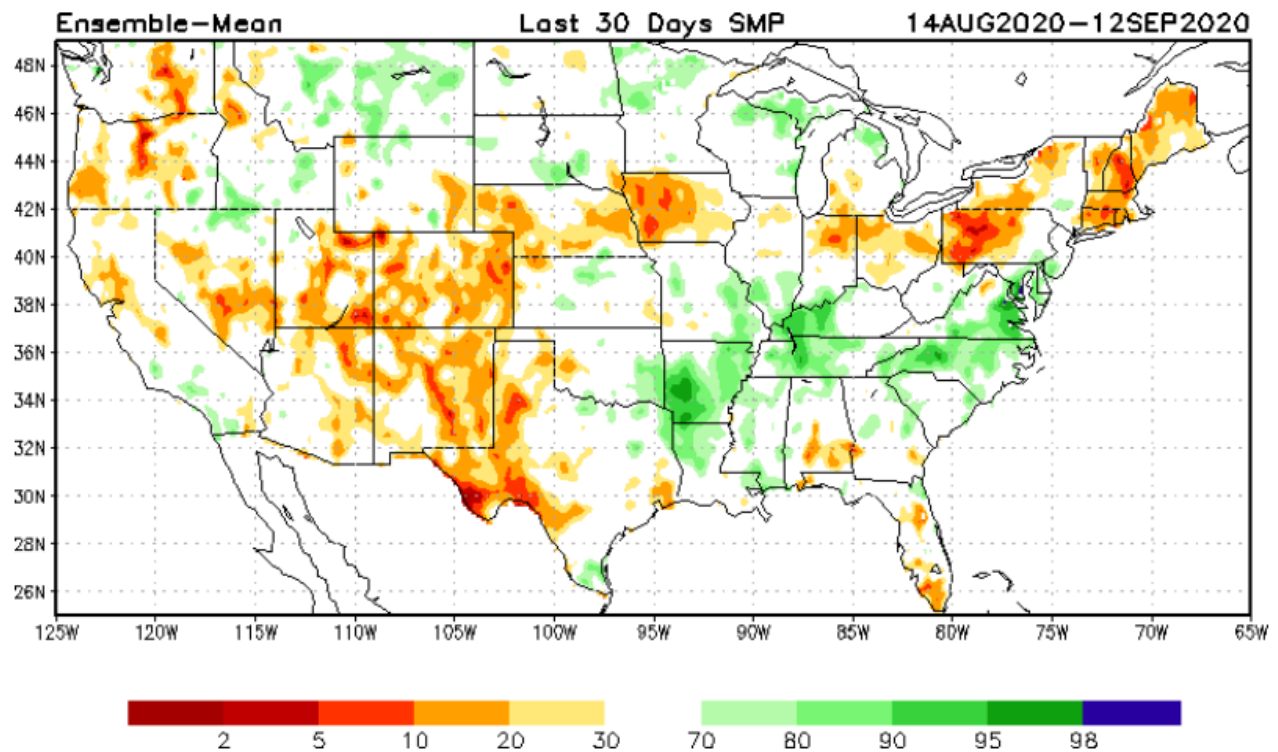 Ensemble-Mean Last 30 Days SMP 14AUG2020-12SEP2020
48N
46N
44N
42N
40N
38N
36N
34N
32N
30N
28N
26N
125W 120W 115W 110W 105W 100W 95W 90W 85W 80W 75W 70W 65W
2 5 10 20 30 70 80 90 95 98